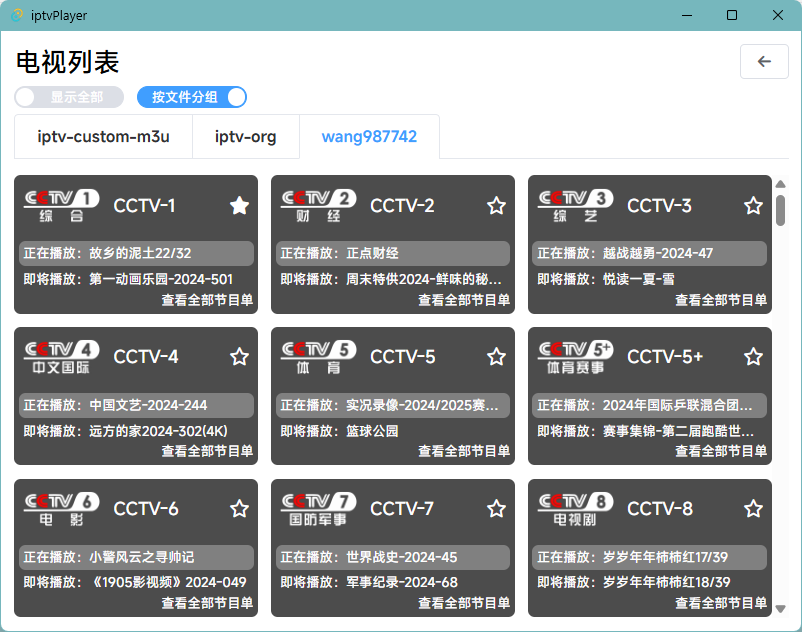 iptvPlayer
电视列表
显示全部 按文件分组
iptv-custom-m3u iptv-org wang987742
CCTV 1 综合 CCTV-1
正在播放：故乡的泥土22/32
即将播放：第一动画乐园-2024-501
查看全部节目单
CCTV 2 财经 CCTV-2
正在播放：正点财经
即将播放：周末特供2024-鲜味的秘...
查看全部节目单
CCTV 3 综艺 CCTV-3
正在播放：越战越勇-2024-47
即将播放：悦读一夏-雪
查看全部节目单
CCTV 4 中文国际 CCTV-4
正在播放：中国文艺-2024-244
即将播放：远方的家2024-302(4K)
查看全部节目单
CCTV 5 体育 CCTV-5
正在播放：实况录像-2024/2025赛...
即将播放：篮球公园
查看全部节目单
CCTV 5+ 体育赛事 CCTV-5+
正在播放：2024年国际乒联混合团...
即将播放：赛事集锦-第二届跑酷世...
查看全部节目单
CCTV 6 电影 CCTV-6
正在播放：小警风云之寻帅记
即将播放：《1905影视频》2024-049
查看全部节目单
CCTV 7 国防军事 CCTV-7
正在播放：世界战史-2024-45
即将播放：军事纪录-2024-68
查看全部节目单
CCTV 8 电视剧 CCTV-8
正在播放：岁岁年年柿柿红17/39
即将播放：岁岁年年柿柿红18/39
查看全部节目单